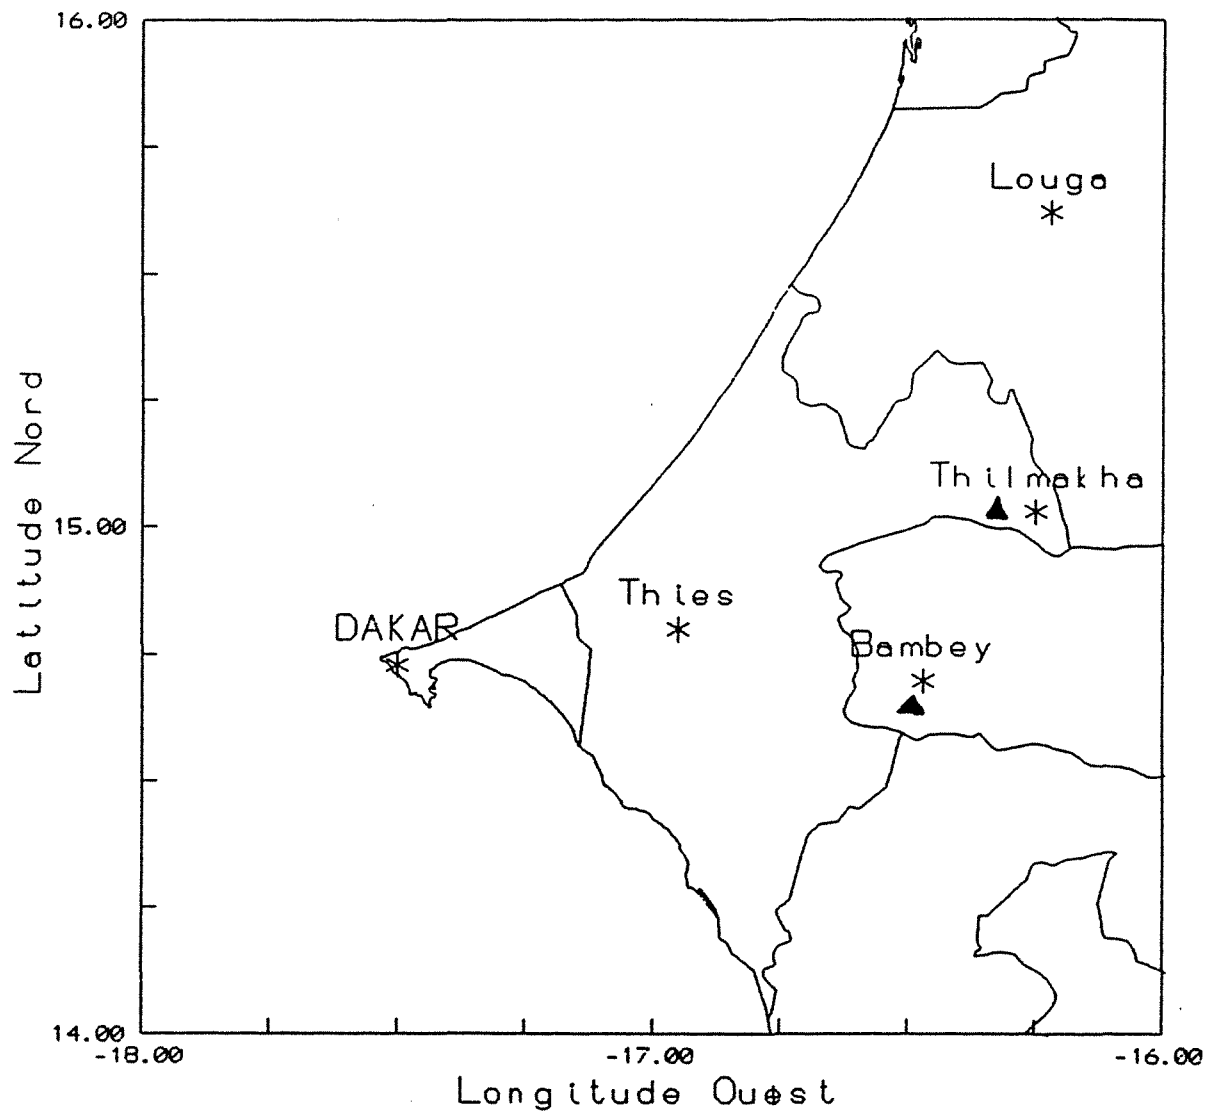 16.00
Louga
Thilmakha
Latitude Nord
15.00
Thies
DAKAR
Bambey
14.00
-18.00
-17.00
-16.00
Longitude Ouest